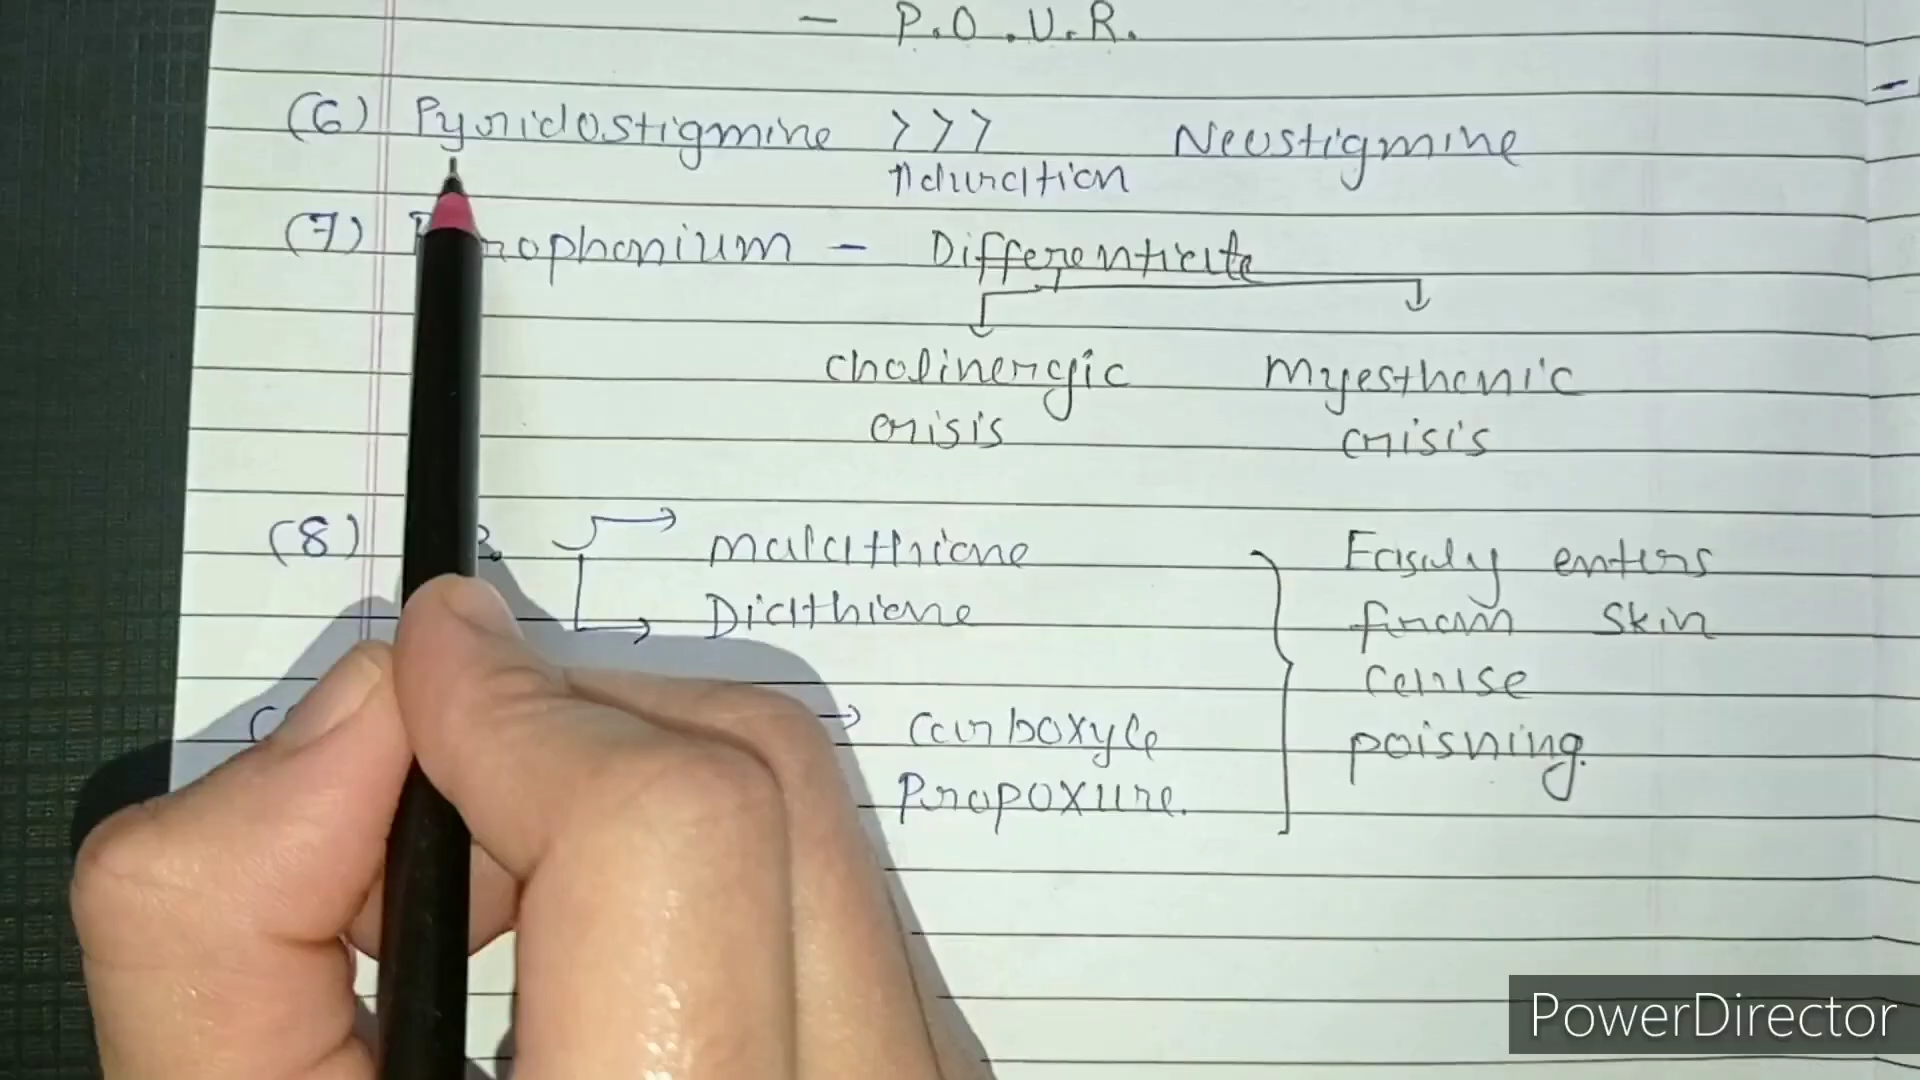 - P.O.U.R.
(6) Pyridostigmine >>> Neostigmine
↑duration
(7) - Differentiate
Cholinergic Myesthenic
crisis crisis
(8) Malathione Easily enters
Diathione from skin
cause
Carboxyle poisning.
Propoxure.
PowerDirector